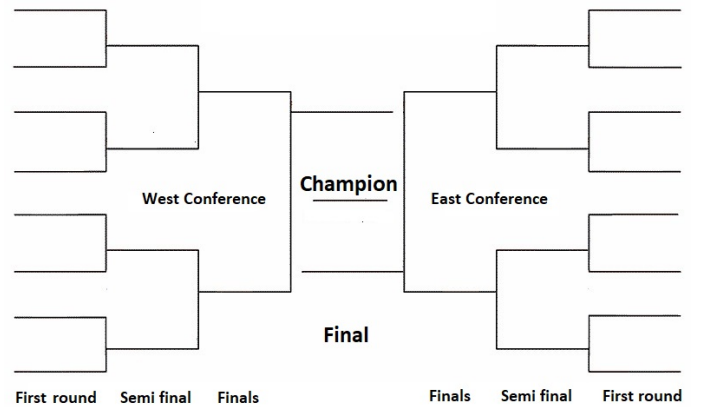 Champion
West Conference
East Conference
Final
First round Semi final Finals
Finals Semi final First round